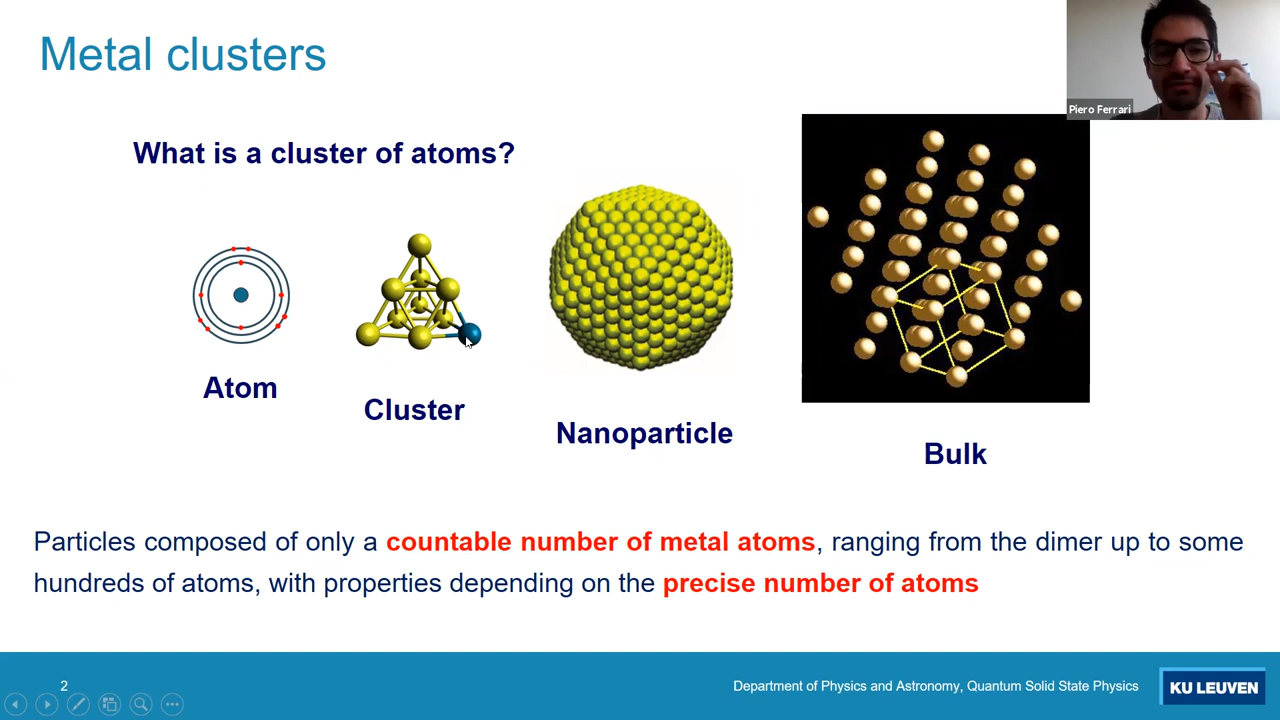 Metal clusters
Piero Ferrari
What is a cluster of atoms?
Atom
Cluster
Nanoparticle
Bulk
Particles composed of only a countable number of metal atoms, ranging from the dimer up to some
hundreds of atoms, with properties depending on the precise number of atoms
2
Department of Physics and Astronomy, Quantum Solid State Physics
KU LEUVEN